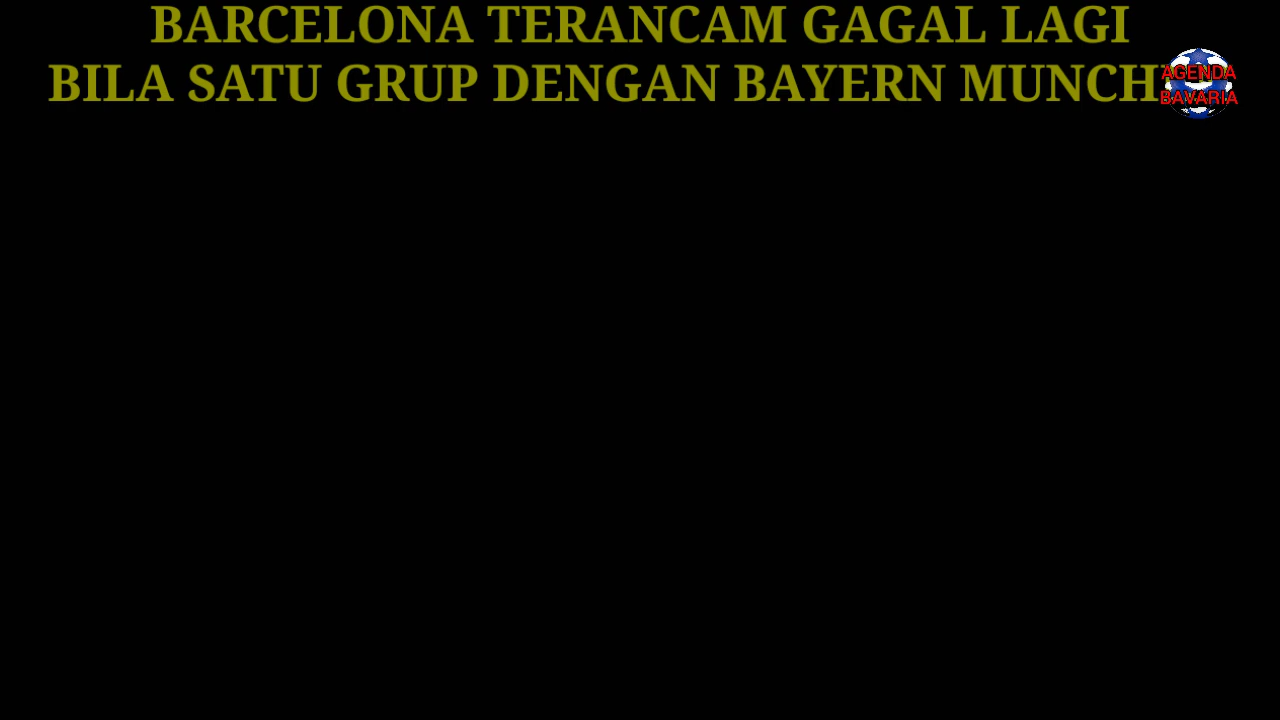 BARCELONA TERANCAM GAGAL LAGI
BILA SATU GRUP DENGAN BAYERN MUNCH
AGENDA
BAVARIA